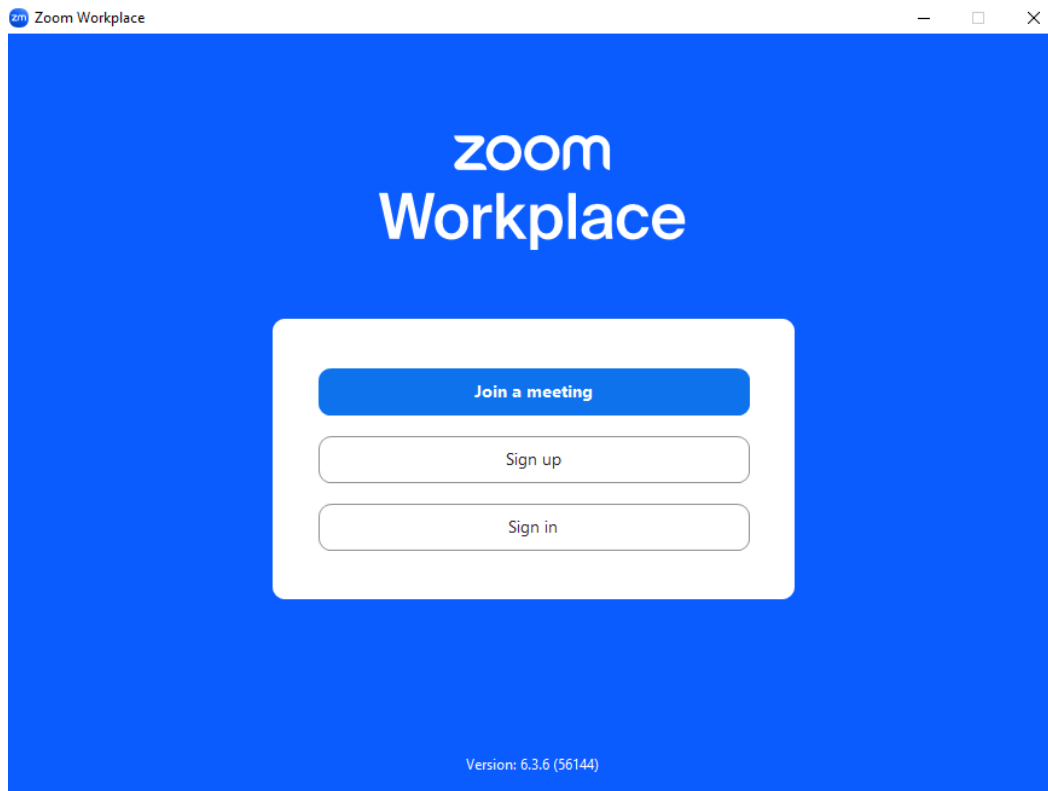 zm Zoom Workplace
zoom
Workplace
Join a meeting
Sign up
Sign in
Version: 6.3.6 (56144)